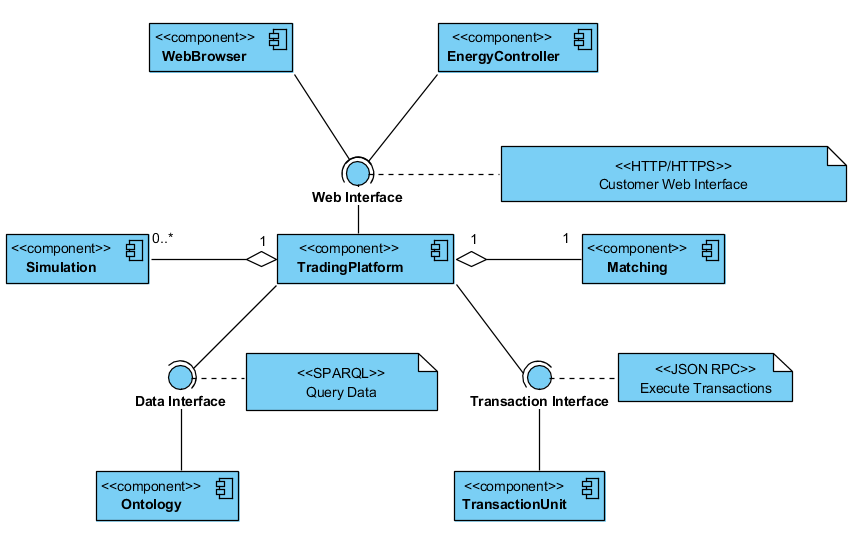 <<component>>
WebBrowser
<<component>>
EnergyController
<<HTTP/HTTPS>>
Customer Web Interface
Web Interface
<<component>>
Simulation
0..*
1
<<component>>
TradingPlatform
1
1
<<component>>
Matching
Data Interface
<<SPARQL>>
Query Data
Transaction Interface
<<JSON RPC>>
Execute Transactions
<<component>>
Ontology
<<component>>
TransactionUnit